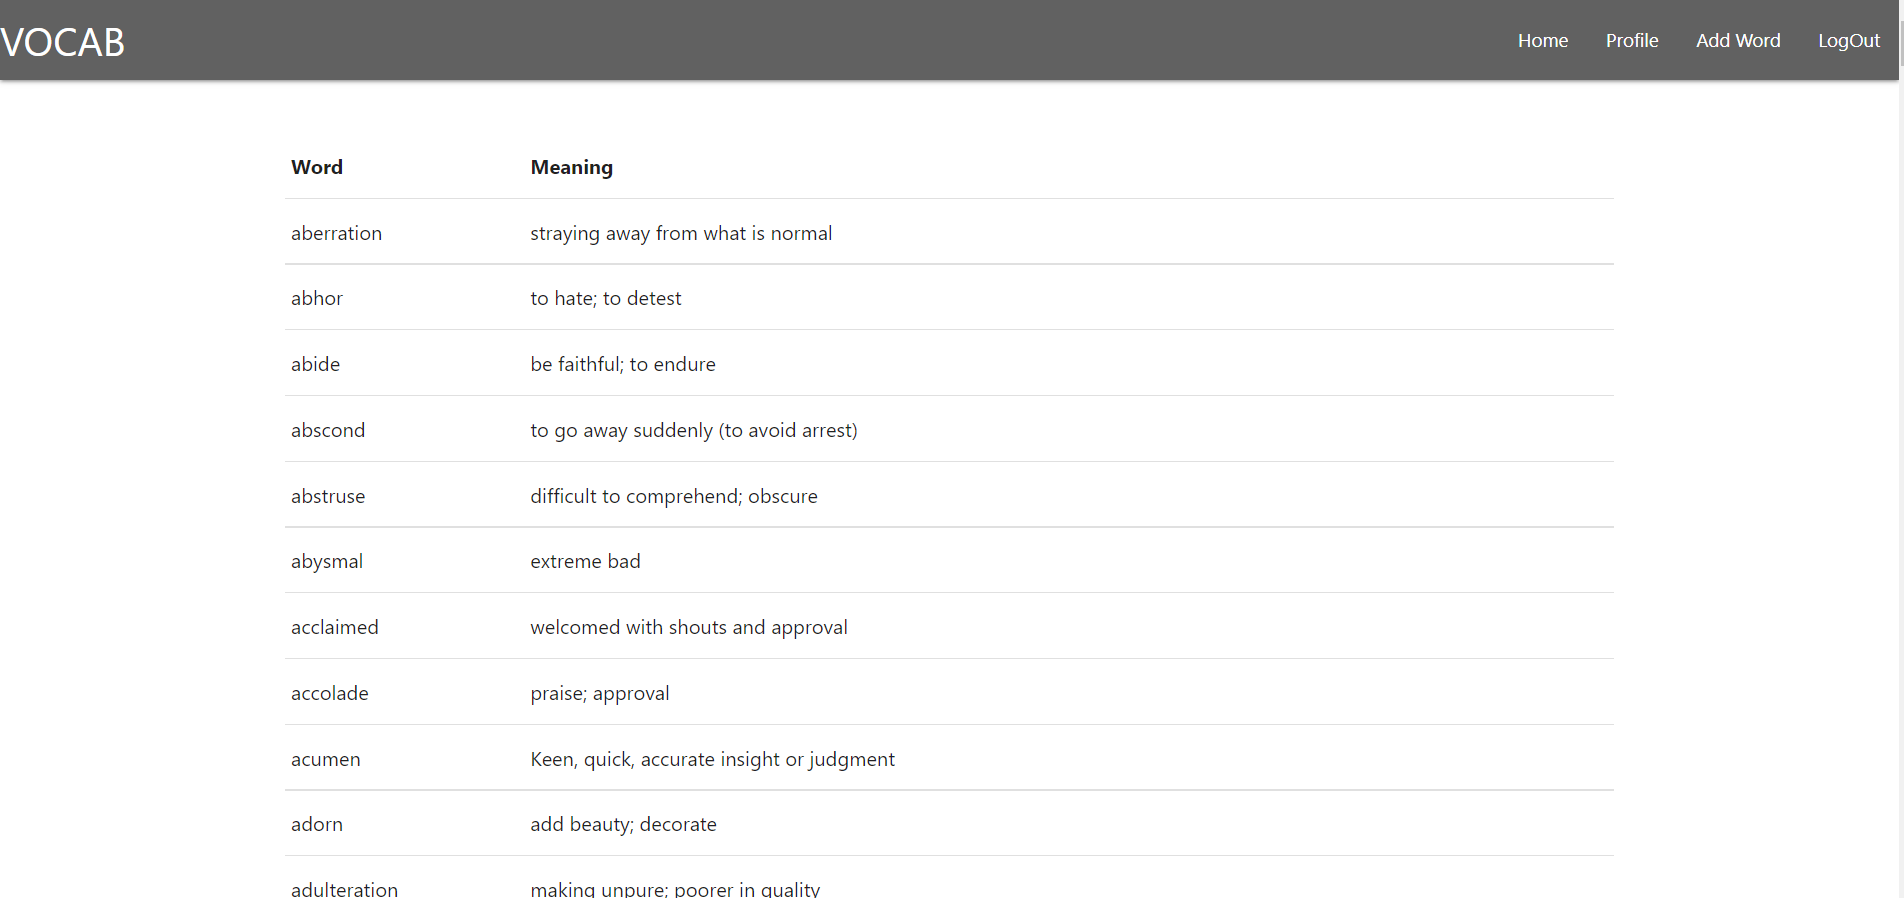 VOCAB Home Profile Add Word LogOut
Word Meaning
aberration straying away from what is normal
abhor to hate; to detest
abide be faithful; to endure
abscond to go away suddenly (to avoid arrest)
abstruse difficult to comprehend; obscure
abysmal extreme bad
acclaimed welcomed with shouts and approval
accolade praise; approval
acumen Keen, quick, accurate insight or judgment
adorn add beauty; decorate
adulteration making unpure; poorer in quality